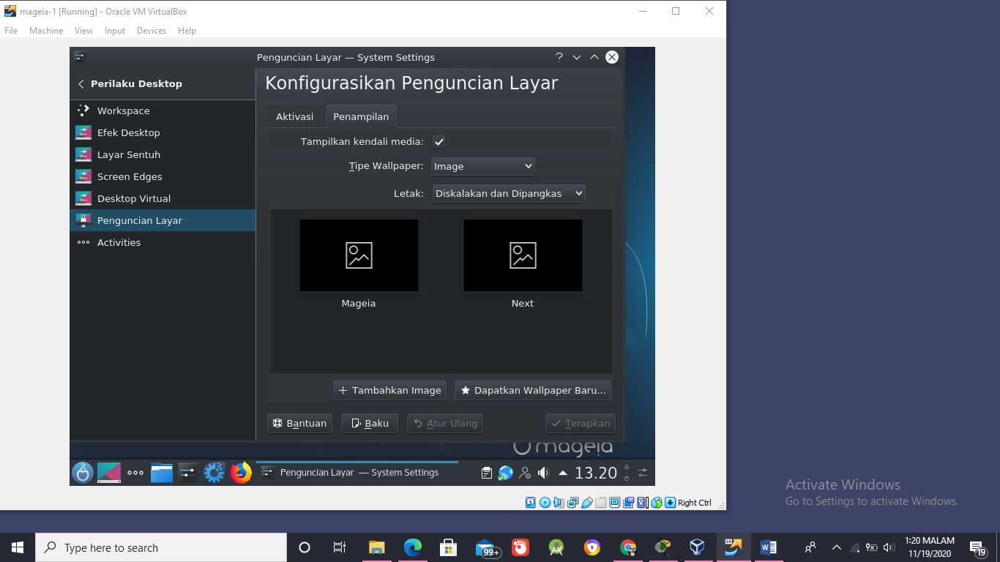 mageia-1 [Running] - Oracle VM VirtualBox
File Machine View Input Devices Help
Penguncian Layar — System Settings
Perilaku Desktop
Workspace
Efek Desktop
Layar Sentuh
Screen Edges
Desktop Virtual
Penguncian Layar
Activities
Konfigurasikan Penguncian Layar
Aktivasi Penampilan
Tampilkan kendali media:
Tipe Wallpaper: Image
Letak: Diskalakan dan Dipangkas
Mageia Next
Tambahkan Image Dapatkan Wallpaper Baru...
Bantuan Baku Atur Ulang Terapkan
mageia
Penguncian Layar — System Settings 13.20
Right Ctrl
Activate Windows
Go to Settings to activate Windows.
Type here to search
99+
1:20 MALAM
11/19/2020
19